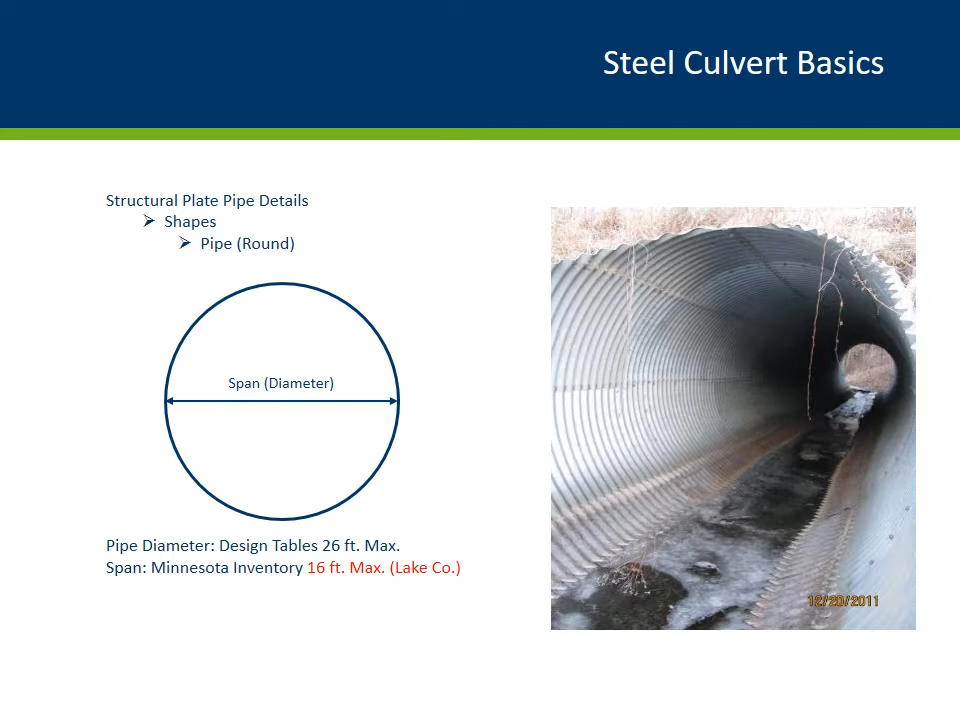 Steel Culvert Basics
Structural Plate Pipe Details
Shapes
Pipe (Round)
Span (Diameter)
Pipe Diameter: Design Tables 26 ft. Max.
Span: Minnesota Inventory 16 ft. Max. (Lake Co.)
12/20/2011